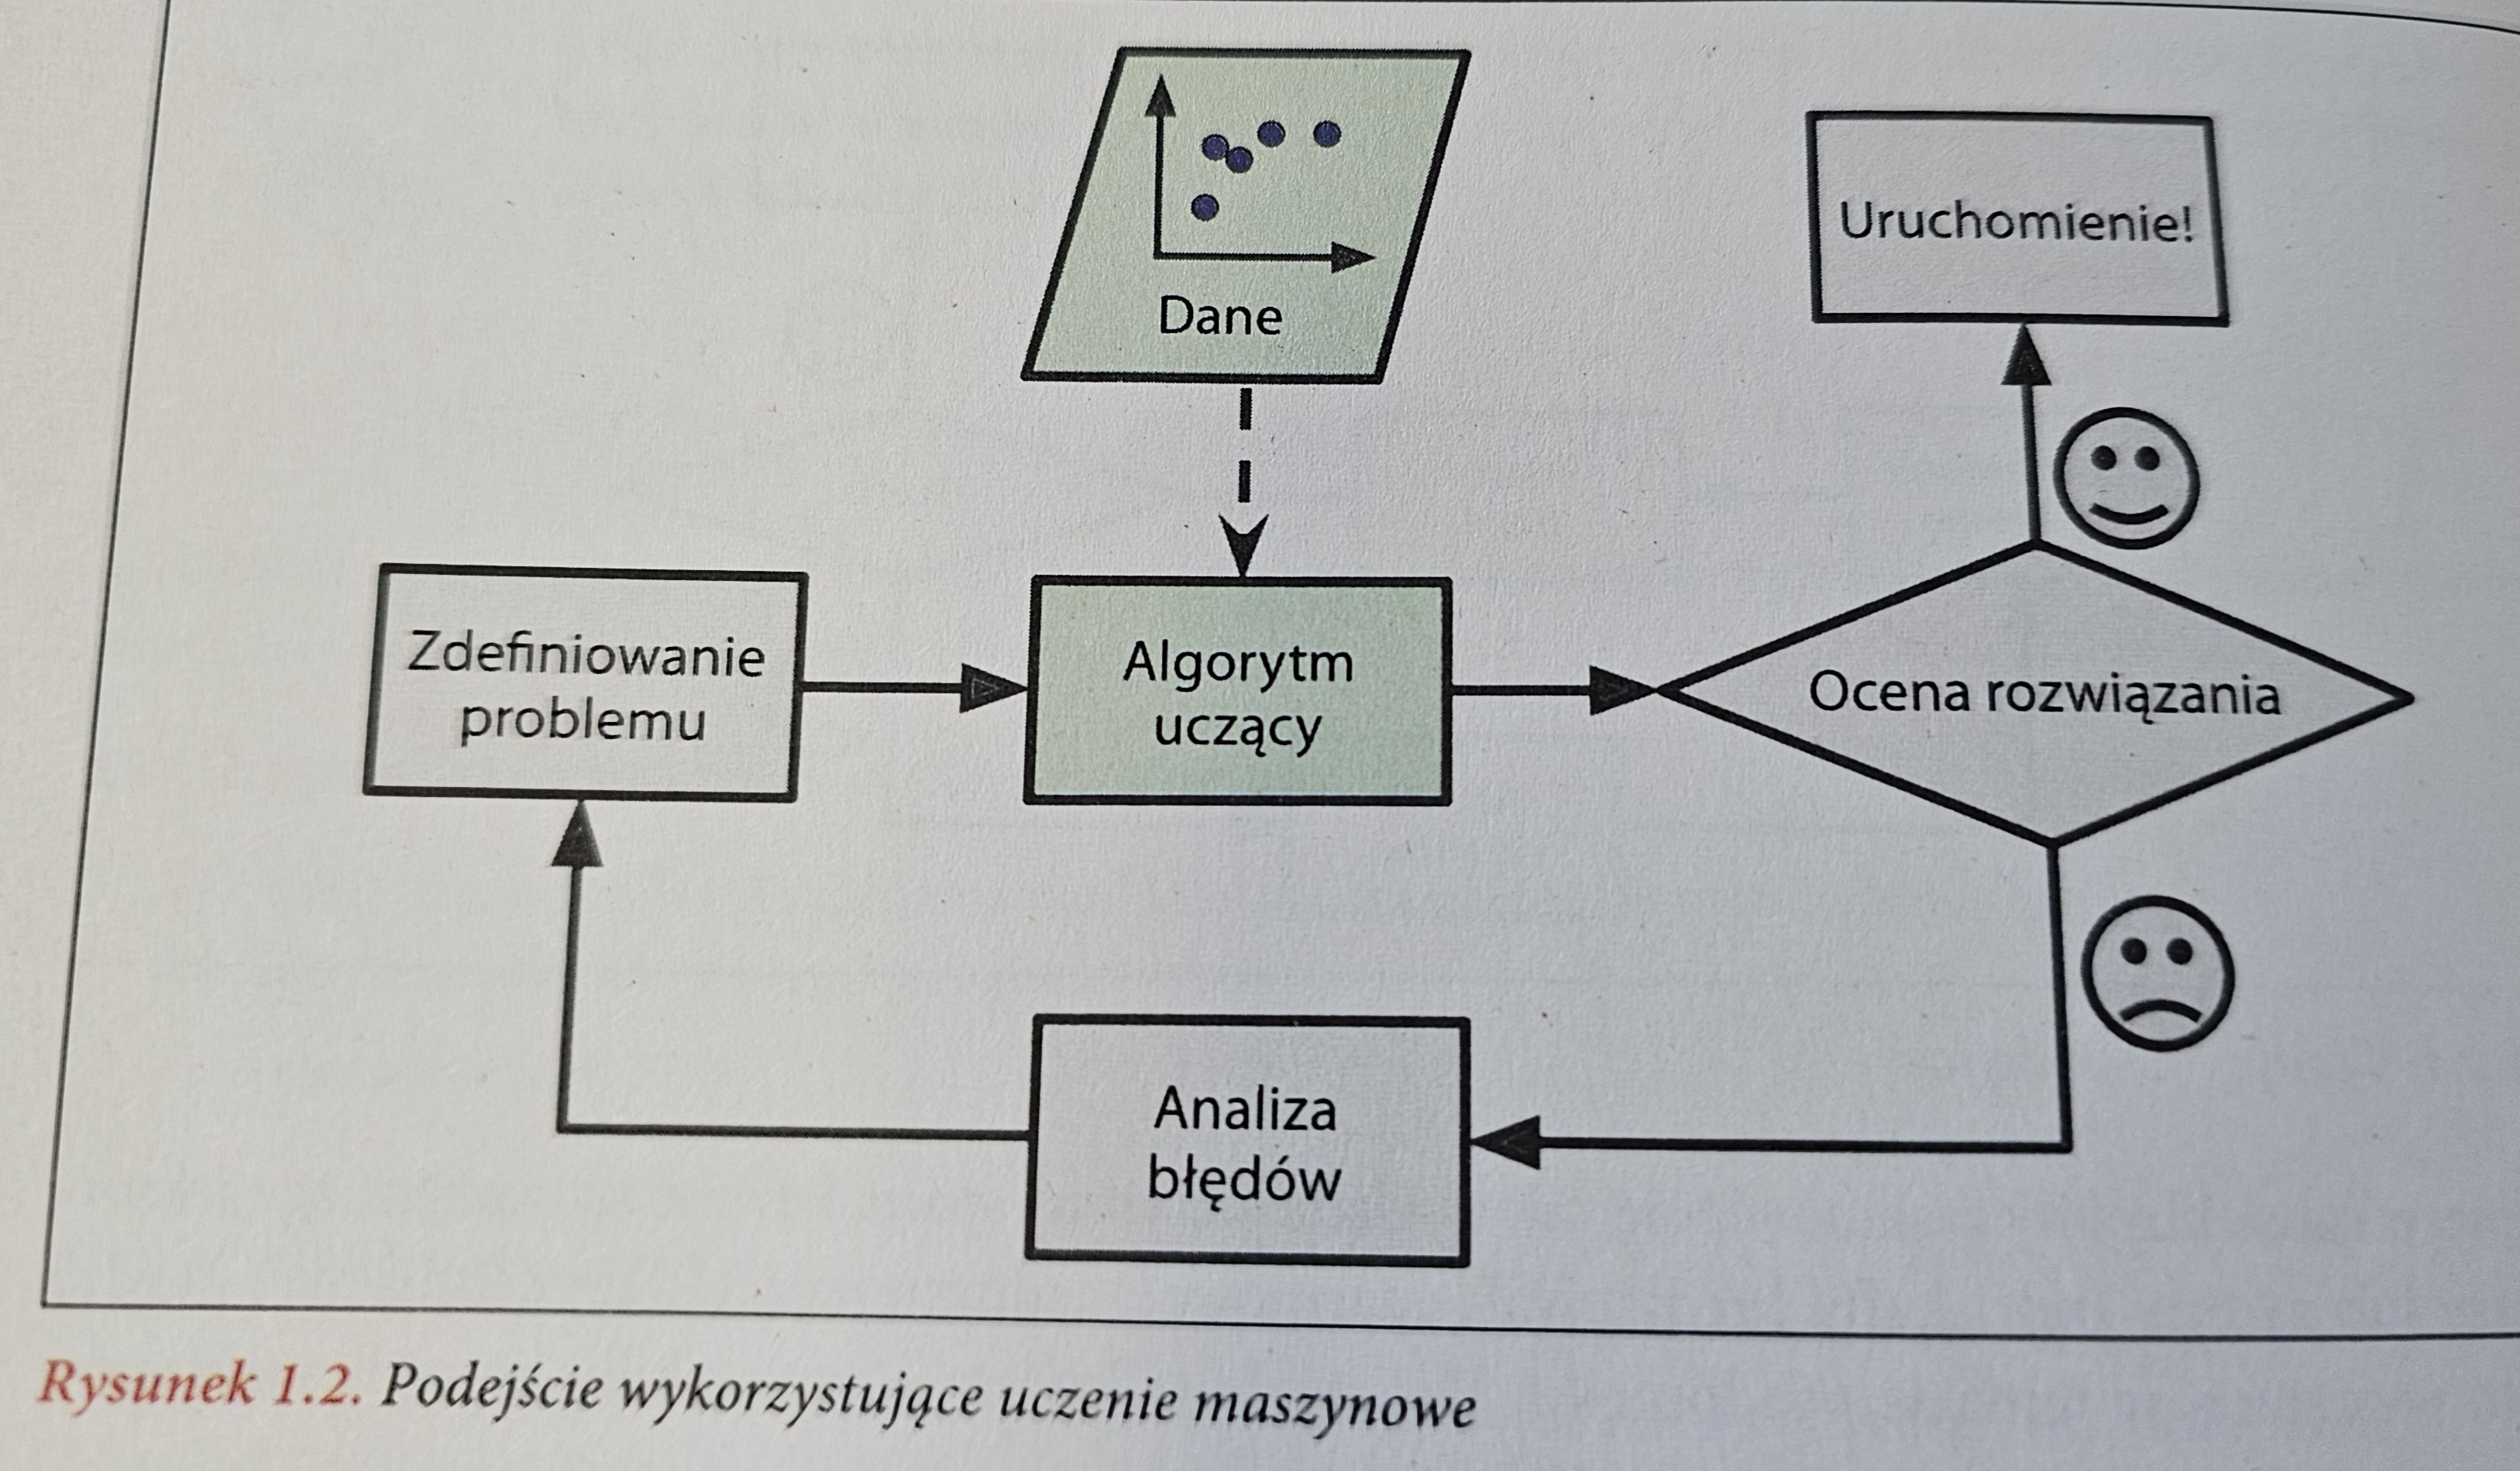 Dane
Uruchomienie!
Zdefiniowanie
problemu
Algorytm
uczący
Ocena rozwiązania
Analiza
błędów
Rysunek 1.2. Podejście wykorzystujące uczenie maszynowe